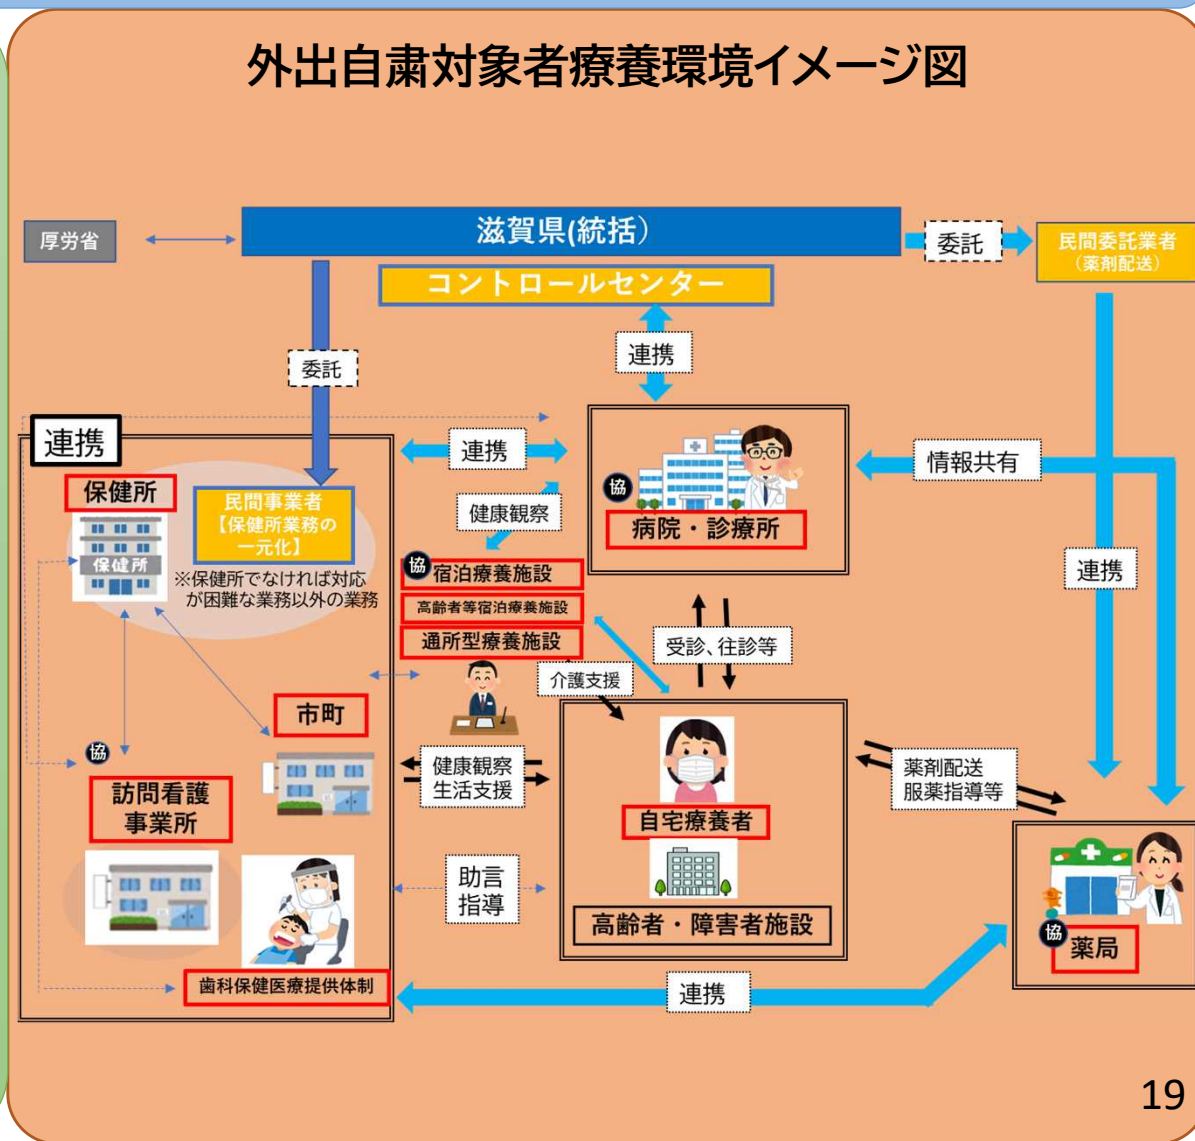 外出自粛対象者療養環境イメージ図
厚労省
滋賀県(統括)
委託
民間委託業者
(薬剤配送)
コントロールセンター
連携
委託
連携
連携
情報共有
連携
保健所
保健所
民間事業者
【保健所業務の
一元化】
※保健所でなければ対応
が困難な業務以外の業務
健康観察
協
病院・診療所
協
宿泊療養施設
高齢者等宿泊療養施設
通所型療養施設
受診、往診等
介護支援
市町
協
訪問看護
事業所
健康観察
生活支援
自宅療養者
薬剤配送
服薬指導等
助言
指導
高齢者・障害者施設
協
薬局
歯科保健医療提供体制
連携
19